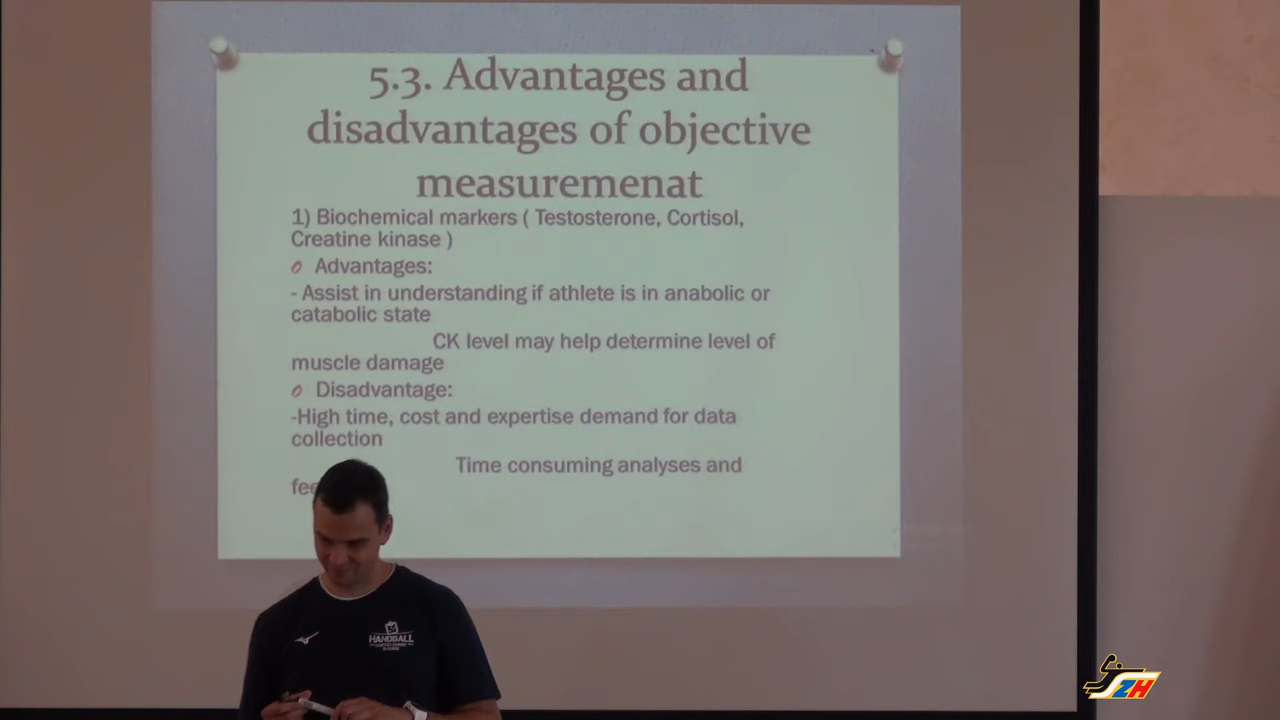 5.3. Advantages and
disadvantages of objective
measuremenat
1) Biochemical markers ( Testosterone, Cortisol,
Creatine kinase )
Advantages:
- Assist in understanding if athlete is in anabolic or
catabolic state
CK level may help determine level of
muscle damage
Disadvantage:
-High time, cost and expertise demand for data
collection
Time consuming analyses and
HANDBALL
SZH